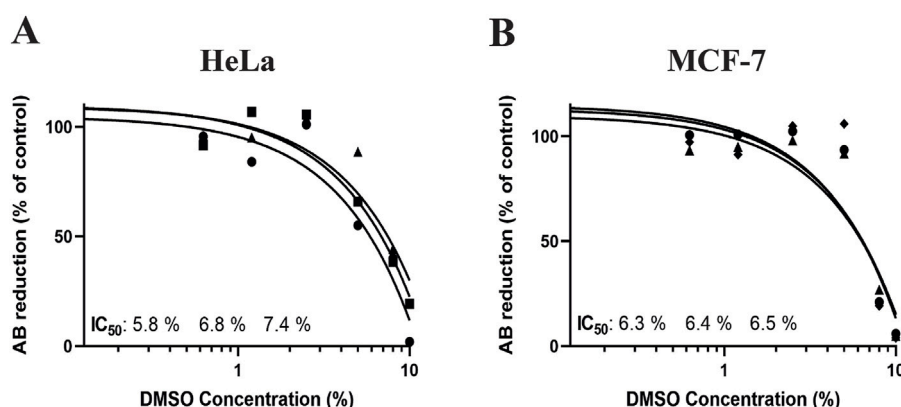 A
HeLa
AB reduction (% of control)
100
50
0
IC50: 5.8 % 6.8 % 7.4 %
1
10
DMSO Concentration (%)
B
MCF-7
AB reduction (% of control)
100
50
0
IC50: 6.3 % 6.4 % 6.5 %
1
10
DMSO Concentration (%)